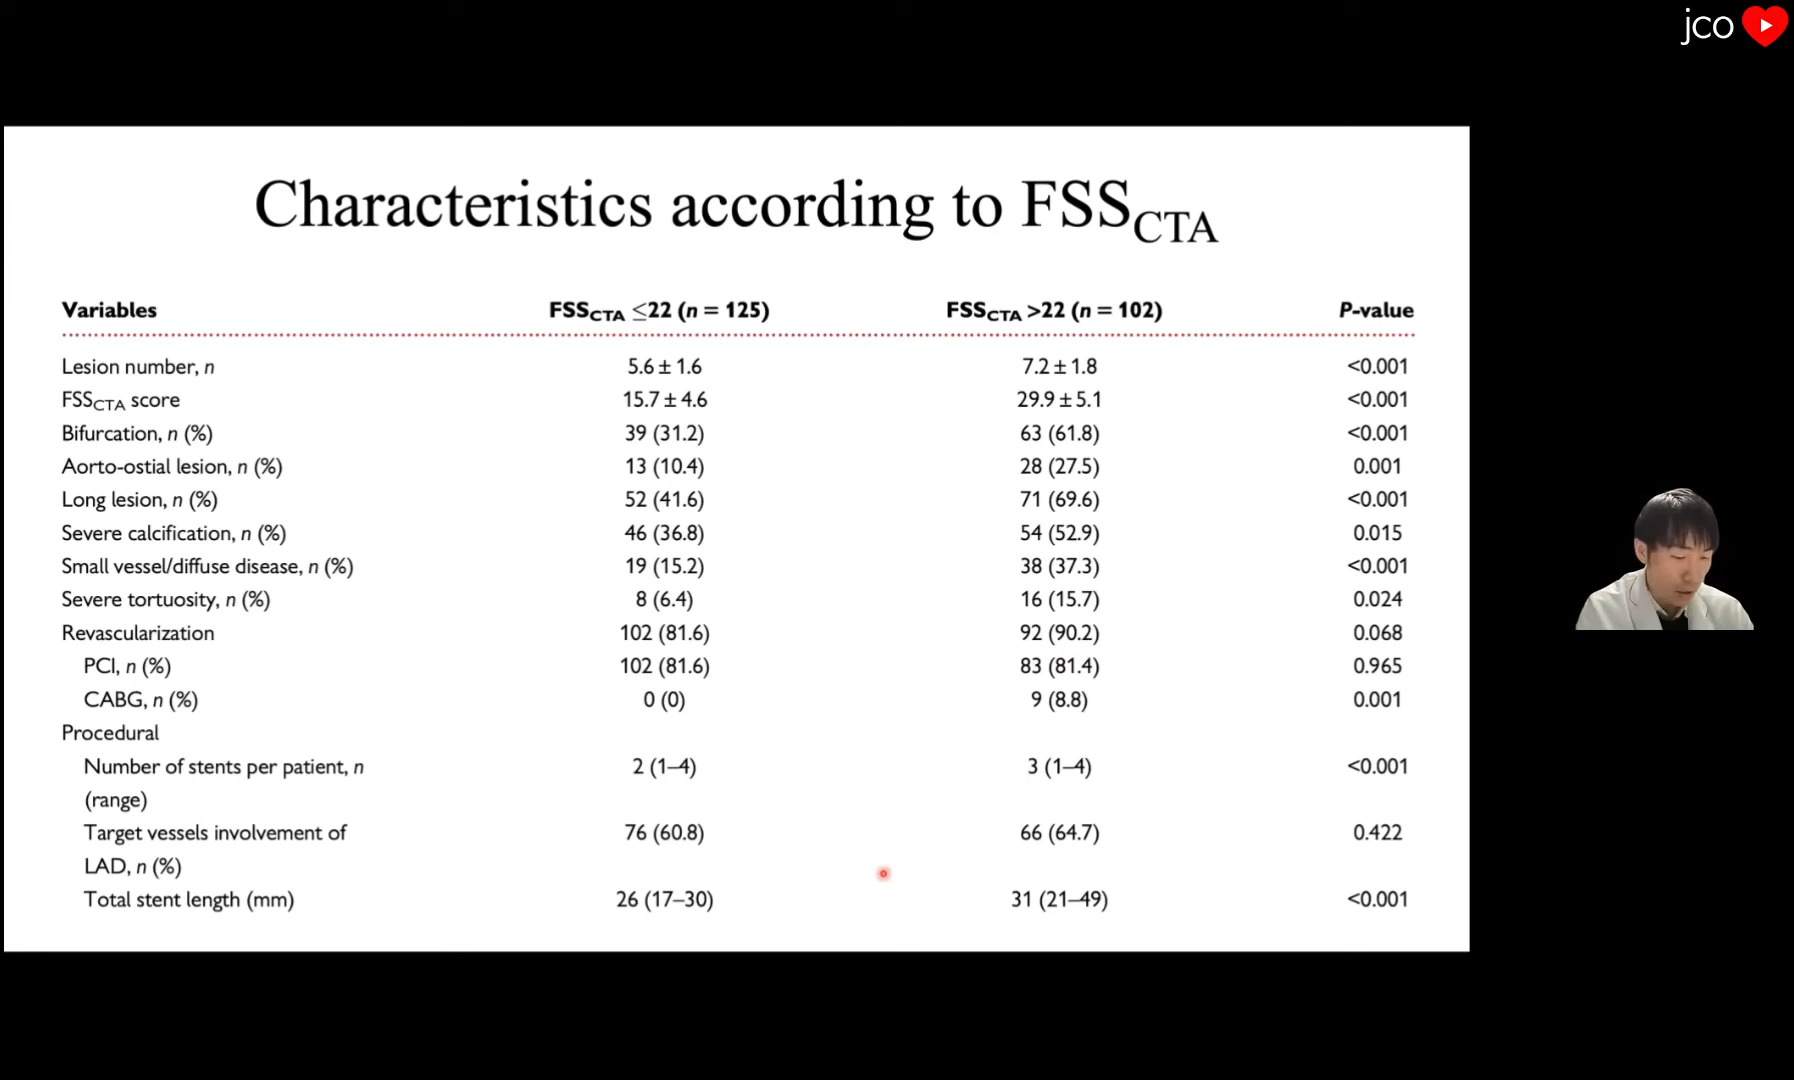 jco
Characteristics according to FSSCTA
Variables FSSCTA ≤22 (n = 125) FSSCTA >22 (n = 102) P-value
Lesion number, n 5.6 ± 1.6 7.2 ± 1.8 <0.001
FSSCTA score 15.7 ± 4.6 29.9 ± 5.1 <0.001
Bifurcation, n (%) 39 (31.2) 63 (61.8) <0.001
Aorto-ostial lesion, n (%) 13 (10.4) 28 (27.5) 0.001
Long lesion, n (%) 52 (41.6) 71 (69.6) <0.001
Severe calcification, n (%) 46 (36.8) 54 (52.9) 0.015
Small vessel/diffuse disease, n (%) 19 (15.2) 38 (37.3) <0.001
Severe tortuosity, n (%) 8 (6.4) 16 (15.7) 0.024
Revascularization 102 (81.6) 92 (90.2) 0.068
PCI, n (%) 102 (81.6) 83 (81.4) 0.965
CABG, n (%) 0 (0) 9 (8.8) 0.001
Procedural
Number of stents per patient, n 2 (1–4) 3 (1–4) <0.001
(range)
Target vessels involvement of 76 (60.8) 66 (64.7) 0.422
LAD, n (%)
Total stent length (mm) 26 (17–30) 31 (21–49) <0.001